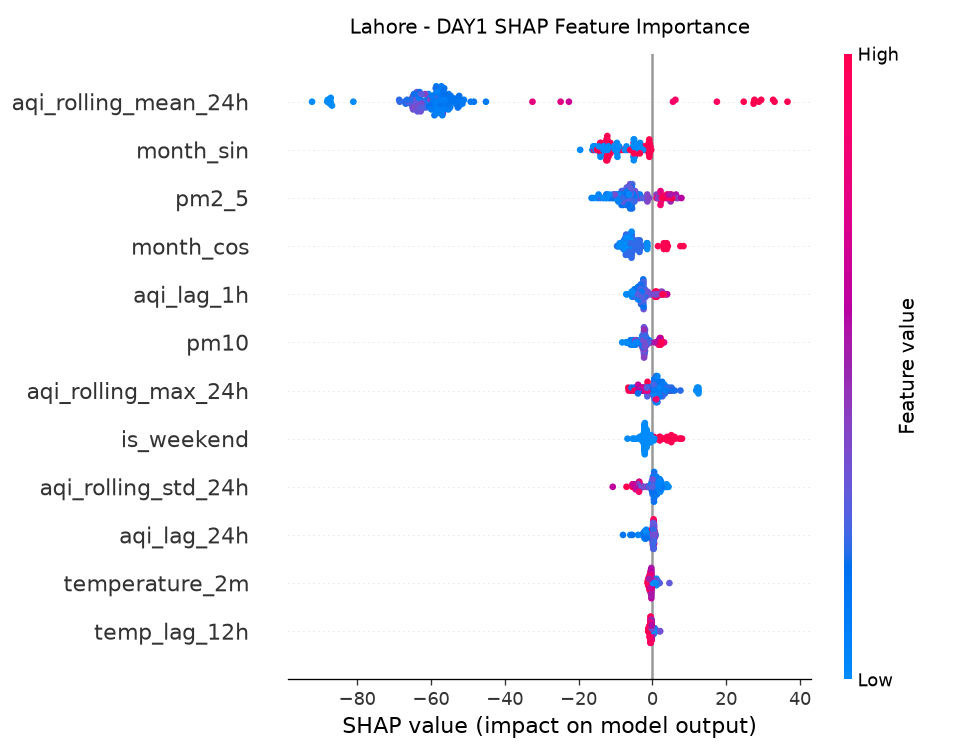 Lahore - DAY1 SHAP Feature Importance
High
aqi_rolling_mean_24h
month_sin
pm2_5
month_cos
aqi_lag_1h
pm10
aqi_rolling_max_24h
is_weekend
aqi_rolling_std_24h
aqi_lag_24h
temperature_2m
temp_lag_12h
Feature value
Low
−80 −60 −40 −20 0 20 40
SHAP value (impact on model output)